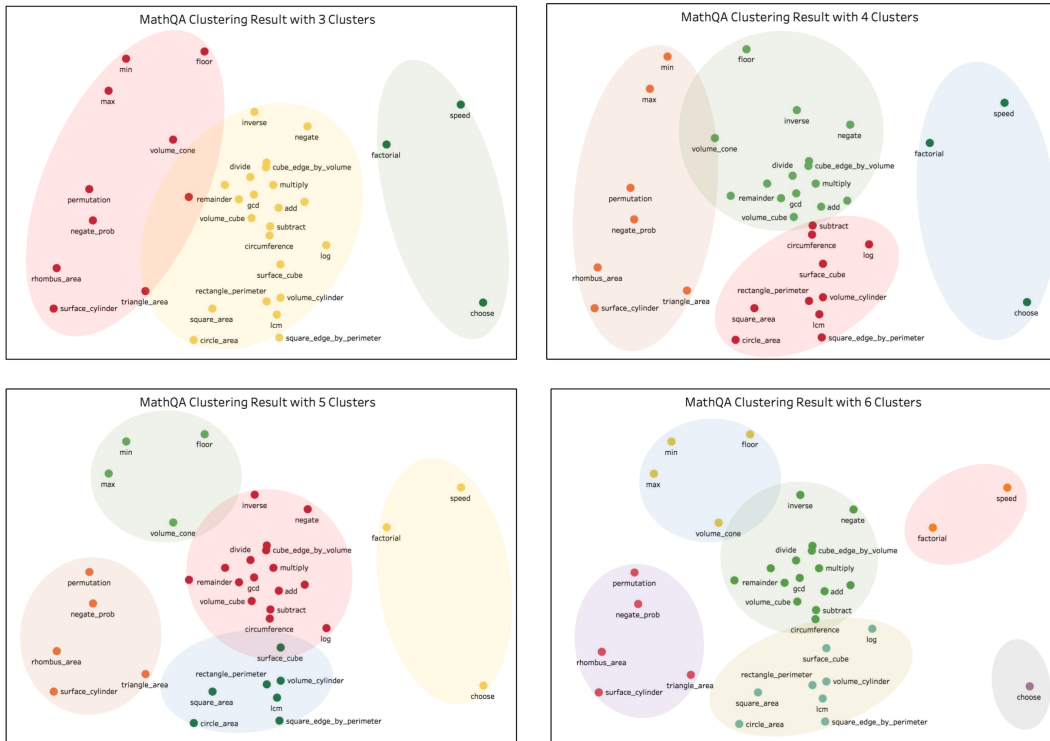 MathQA Clustering Result with 3 Clusters
floor
min
max
speed
inverse
negate
factorial
volume_cone
divide
cube_edge_by_volume
multiply
permutation
remainder
gcd
add
volume_cube
negate_prob
subtract
circumference
log
rhombus_area
surface_cube
rectangle_perimeter
volume_cylinder
triangle_area
surface_cylinder
square_area
lcm
choose
circle_area
square_edge_by_perimeter
MathQA Clustering Result with 4 Clusters
floor
min
max
speed
inverse
negate
volume_cone
factorial
divide
cube_edge_by_volume
multiply
permutation
remainder
gcd
add
volume_cube
subtract
negate_prob
circumference
log
surface_cube
rhombus_area
rectangle_perimeter
volume_cylinder
triangle_area
surface_cylinder
square_area
lcm
choose
circle_area
square_edge_by_perimeter
MathQA Clustering Result with 5 Clusters
floor
min
max
speed
inverse
negate
factorial
volume_cone
divide
cube_edge_by_volume
multiply
permutation
remainder
gcd
add
volume_cube
negate_prob
subtract
circumference
log
rhombus_area
surface_cube
rectangle_perimeter
volume_cylinder
triangle_area
surface_cylinder
square_area
lcm
choose
circle_area
square_edge_by_perimeter
MathQA Clustering Result with 6 Clusters
floor
min
max
speed
inverse
negate
volume_cone
factorial
divide
cube_edge_by_volume
multiply
permutation
remainder
gcd
add
volume_cube
subtract
negate_prob
circumference
log
surface_cube
rhombus_area
rectangle_perimeter
volume_cylinder
triangle_area
surface_cylinder
square_area
lcm
choose
circle_area
square_edge_by_perimeter